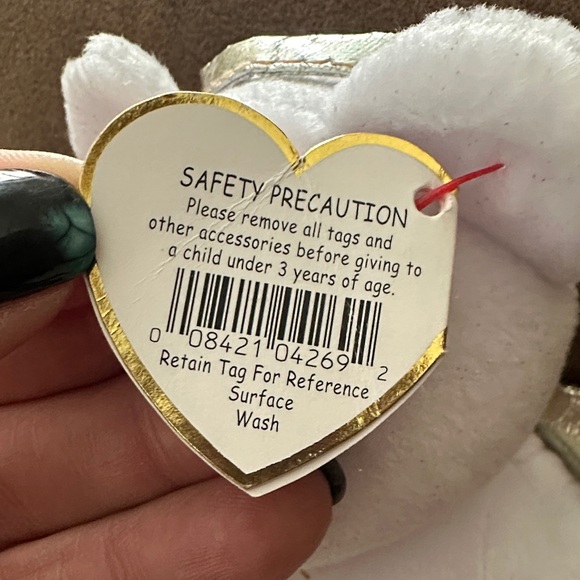 SAFETY PRECAUTION
Please remove all tags and
other accessories before giving to
a child under 3 years of age.
0 08421 04269 2
Retain Tag For Reference
Surface
Wash